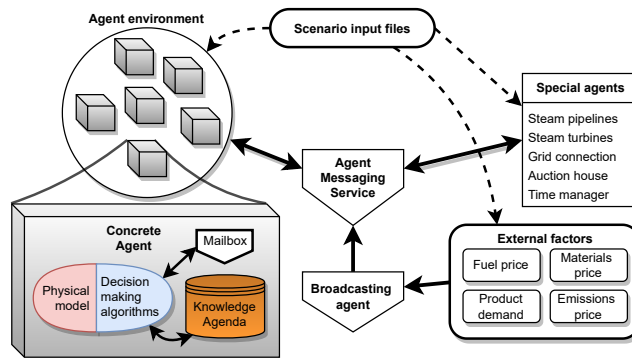 Agent environment
Scenario input files
Special agents
Steam pipelines
Steam turbines
Grid connection
Auction house
Time manager
Agent
Messaging
Service
Concrete
Agent
Mailbox
Physical
model
Decision
making
algorithms
Knowledge
Agenda
Broadcasting
agent
External factors
Fuel price
Materials
price
Product
demand
Emissions
price